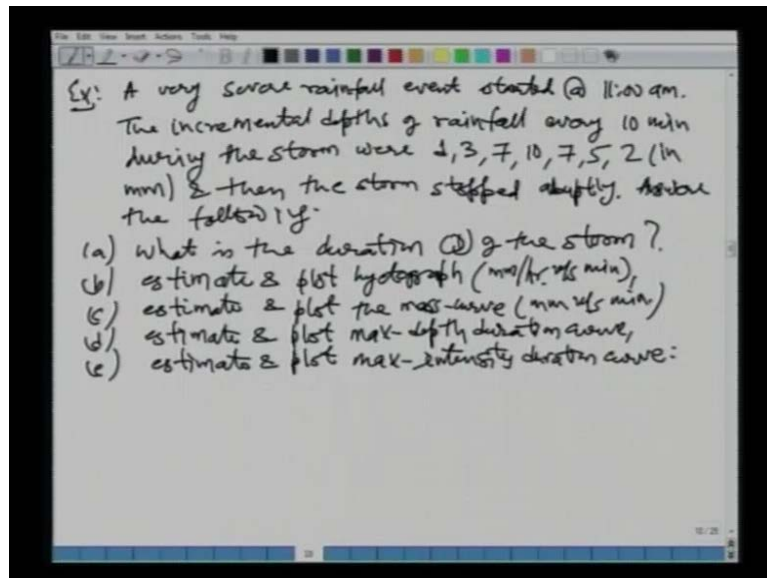 File Edit View Insert Actions Tools Help
Ex: A very severe rainfall event started @ 11:00 am.
The incremental depths of rainfall every 10 min
during the storm were 1, 3, 7, 10, 7, 5, 2 (in
mm) & then the storm stopped abruptly.
the following.
(a) What is the duration (D) of the storm?
(b) estimate & plot hyetograph (mm/hr. v/s min),
(c) estimate & plot the mass-curve (mm v/s min)
(d) estimate & plot max-depth duration curve,
(e) estimate & plot max-intensity duration curve: